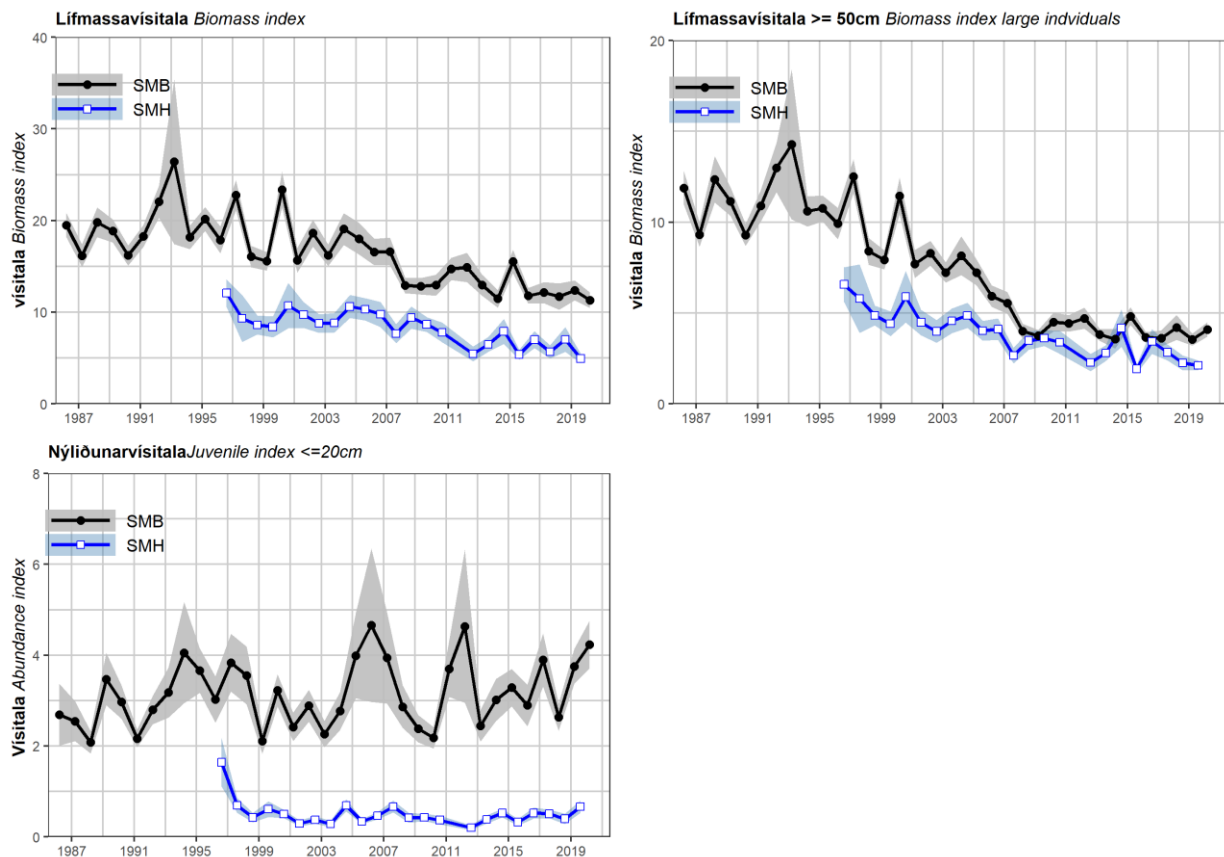 Lífmassavísitala Biomass index
40
30
20
10
0
SMB
SMH
vísitala Biomass index
1987 1991 1995 1999 2003 2007 2011 2015 2019
Lífmassavísitala >= 50cm Biomass index large indviduals
20
15
10
5
0
SMB
SMH
vísitala Biomass index
1987 1991 1995 1999 2003 2007 2011 2015 2019
NýliðunarvísitalaJuvenile index <=20cm
8
6
4
2
0
SMB
SMH
Visitala Abundance index
1987 1991 1995 1999 2003 2007 2011 2015 2019